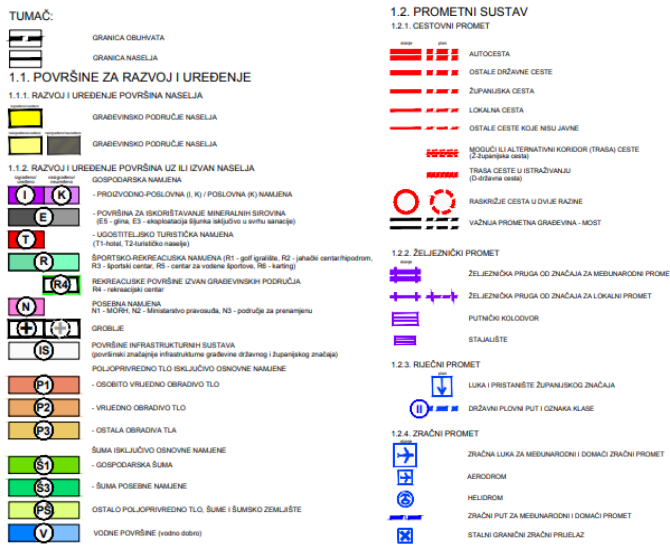 TUMAČ:
GRANICA OBUHVATA
GRANICA NASELJA
1.1. POVRŠINE ZA RAZVOJ I UREĐENJE
1.1.1. RAZVOJ I UREĐENJE POVRŠINA NASELJA
GRAĐEVINSKO PODRUČJE NASELJA
GRAĐEVINSKO PODRUČJE NASELJA
1.1.2. RAZVOJ I UREĐENJE POVRŠINA UZ ILI IZVAN NASELJA
GOSPODARSKA NAMJENA
I K - PROIZVODNO-POSLOVNA (I, K) / POSLOVNA (K) NAMJENA
E - POVRŠINA ZA ISKORIŠTAVANJE MINERALNIH SIROVINA
(E5 - glina, E3 - eksploatacija šljunka isključivo u svrhu sanacije)
T - UGOSTITELJSKO TURISTIČKA NAMJENA
(T1-hotel, T2-turističko naselje)
R ŠPORTSKO-REKREACIJSKA NAMJENA (R1 - golf igralište, R2 - jahački centar/hipodrom,
R3 - športski centar, R5 - centar za vodene športove, R6 - karting)
R4 REKREACIJSKE POVRŠINE IZVAN GRAĐEVINSKIH PODRUČJA
R4 - rekreacijski centar
N POSEBNA NAMJENA
N1 - MORH, N2 - Ministarstvo pravosuđa, N3 - područje za prenamjenu
GROBLJE
IS POVRŠINE INFRASTRUKTURNIH SUSTAVA
(površinski značajnije infrastrukturne građevine državnog i županijskog značaja)
POLJOPRIVREDNO TLO ISKLJUČIVO OSNOVNE NAMJENE
P1 - OSOBITO VRIJEDNO OBRADIVO TLO
P2 - VRIJEDNO OBRADIVO TLO
P3 - OSTALA OBRADIVA TLA
ŠUMA ISKLJUČIVO OSNOVNE NAMJENE
Š1 - GOSPODARSKA ŠUMA
Š3 - ŠUMA POSEBNE NAMJENE
PŠ OSTALO POLJOPRIVREDNO TLO, ŠUME I ŠUMSKO ZEMLJIŠTE
V VODNE POVRŠINE (vodno dobro)
1.2. PROMETNI SUSTAV
1.2.1. CESTOVNI PROMET
AUTOCESTA
OSTALE DRŽAVNE CESTE
ŽUPANIJSKA CESTA
LOKALNA CESTA
OSTALE CESTE KOJE NISU JAVNE
MOGUĆI ILI ALTERNATIVNI KORIDOR (TRASA) CESTE
(Ž-županijska cesta)
TRASA CESTE U ISTRAŽIVANJU
(D-državna cesta)
RASKRIŽJE CESTA U DVIJE RAZINE
VAŽNIJA PROMETNA GRAĐEVINA - MOST
1.2.2. ŽELJEZNIČKI PROMET
ŽELJEZNIČKA PRUGA OD ZNAČAJA ZA MEĐUNARODNI PROME
ŽELJEZNIČKA PRUGA OD ZNAČAJA ZA LOKALNI PROMET
PUTNIČKI KOLODVOR
STAJALIŠTE
1.2.3. RIJEČNI PROMET
LUKA I PRISTANIŠTE ŽUPANIJSKOG ZNAČAJA
II DRŽAVNI PLOVNI PUT I OZNAKA KLASE
1.2.4. ZRAČNI PROMET
ZRAČNA LUKA ZA MEĐUNARODNI I DOMAĆI ZRAČNI PROMET
AERODROM
HELIDROM
ZRAČNI PUT ZA MEĐUNARODNI I DOMAĆI PROMET
STALNI GRANIČNI ZRAČNI PRIJELAZ